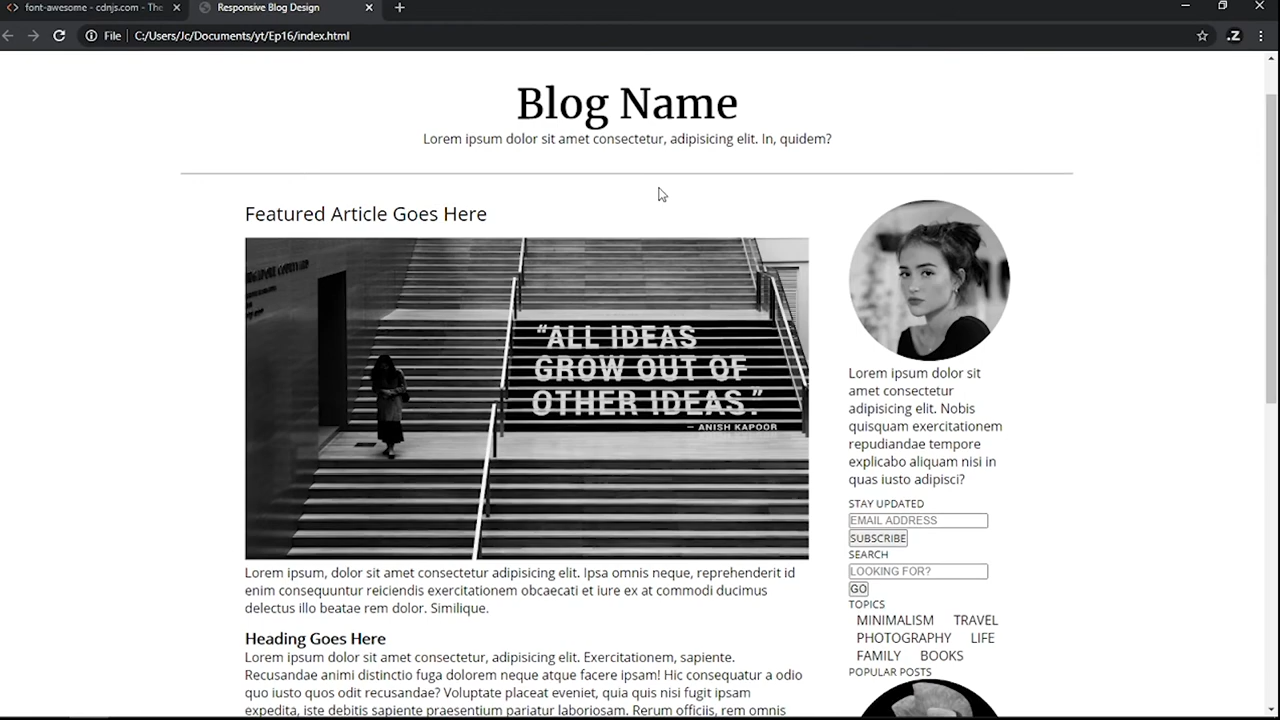 font-awesome - cdnjs.com - The
Responsive Blog Design
File
C:/Users/Jc/Documents/yt/Ep16/index.html
.Z
Blog Name
Lorem ipsum dolor sit amet consectetur, adipisicing elit. In, quidem?
Featured Article Goes Here
"ALL IDEAS
GROW OUT OF
OTHER IDEAS."
— ANISH KAPOOR
Lorem ipsum, dolor sit amet consectetur adipisicing elit. Ipsa omnis neque, reprehenderit id
enim consequuntur reiciendis exercitationem obcaecati et iure ex at commodi ducimus
delectus illo beatae rem dolor. Similique.
Heading Goes Here
Lorem ipsum dolor sit amet consectetur, adipisicing elit. Exercitationem, sapiente.
Recusandae animi distinctio fuga dolorem neque atque facere ipsam! Hic consequatur a odio
quo iusto quos odit recusandae? Voluptate placeat eveniet, quia quis nisi fugit ipsam
expedita, iste debitis sapiente praesentium pariatur laboriosam. Rerum officiis, rem omnis
Lorem ipsum dolor sit
amet consectetur
adipisicing elit. Nobis
quisquam exercitationem
repudiandae tempore
explicabo aliquam nisi in
quas iusto adipisci?
STAY UPDATED
EMAIL ADDRESS
SUBSCRIBE
SEARCH
LOOKING FOR?
GO
TOPICS
MINIMALISM TRAVEL
PHOTOGRAPHY LIFE
FAMILY BOOKS
POPULAR POSTS